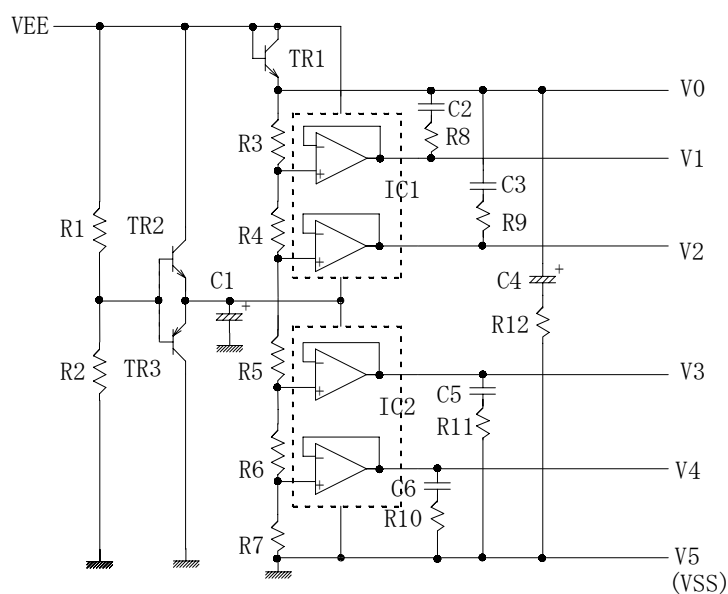 VEE
TR1
V0
C2
R3
R8
V1
IC1
C3
R9
R4
R1
TR2
V2
C1
+
C4
+
R12
R2
TR3
R5
V3
C5
IC2
R11
R6
V4
C6
R10
R7
V5
(VSS)
-
+
-
+
-
+
-
+